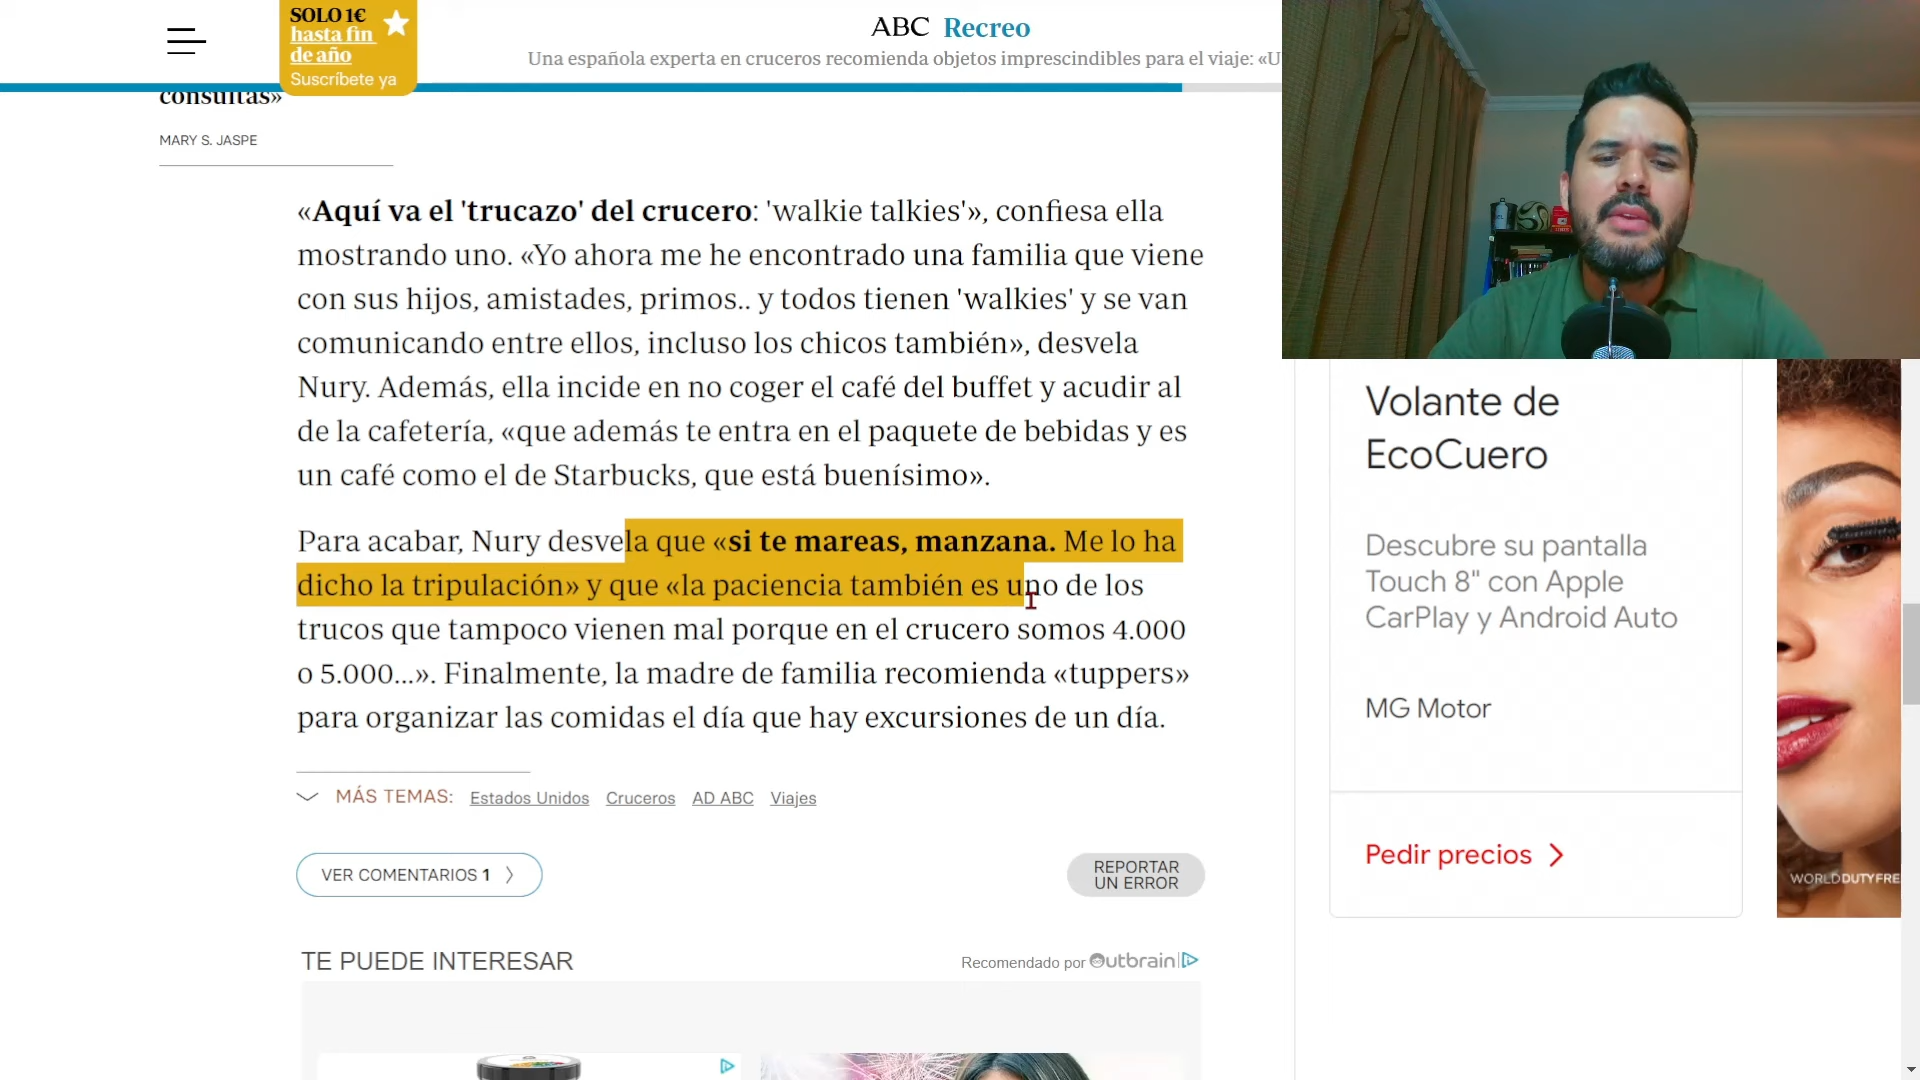 SOLO 1€
hasta fin
de año
Suscríbete ya
ABC Recreo
Una española experta en cruceros recomienda objetos imprescindibles para el viaje: «U
consultas»
MARY S. JASPE
«Aquí va el 'trucazo' del crucero: 'walkie talkies'», confiesa ella
mostrando uno. «Yo ahora me he encontrado una familia que viene
con sus hijos, amistades, primos.. y todos tienen 'walkies' y se van
comunicando entre ellos, incluso los chicos también», desvela
Nury. Además, ella incide en no coger el café del buffet y acudir al
de la cafetería, «que además te entra en el paquete de bebidas y es
un café como el de Starbucks, que está buenísimo».
Para acabar, Nury desvela que «si te mareas, manzana. Me lo ha
dicho la tripulación» y que «la paciencia también es uno de los
trucos que tampoco vienen mal porque en el crucero somos 4.000
o 5.000...». Finalmente, la madre de familia recomienda «tuppers»
para organizar las comidas el día que hay excursiones de un día.
MÁS TEMAS: Estados Unidos Cruceros AD ABC Viajes
VER COMENTARIOS 1
REPORTAR
UN ERROR
TE PUEDE INTERESAR
Recomendado por Outbrain
Volante de
EcoCuero
Descubre su pantalla
Touch 8" con Apple
CarPlay y Android Auto
MG Motor
Pedir precios
WORLDDUTYFRE